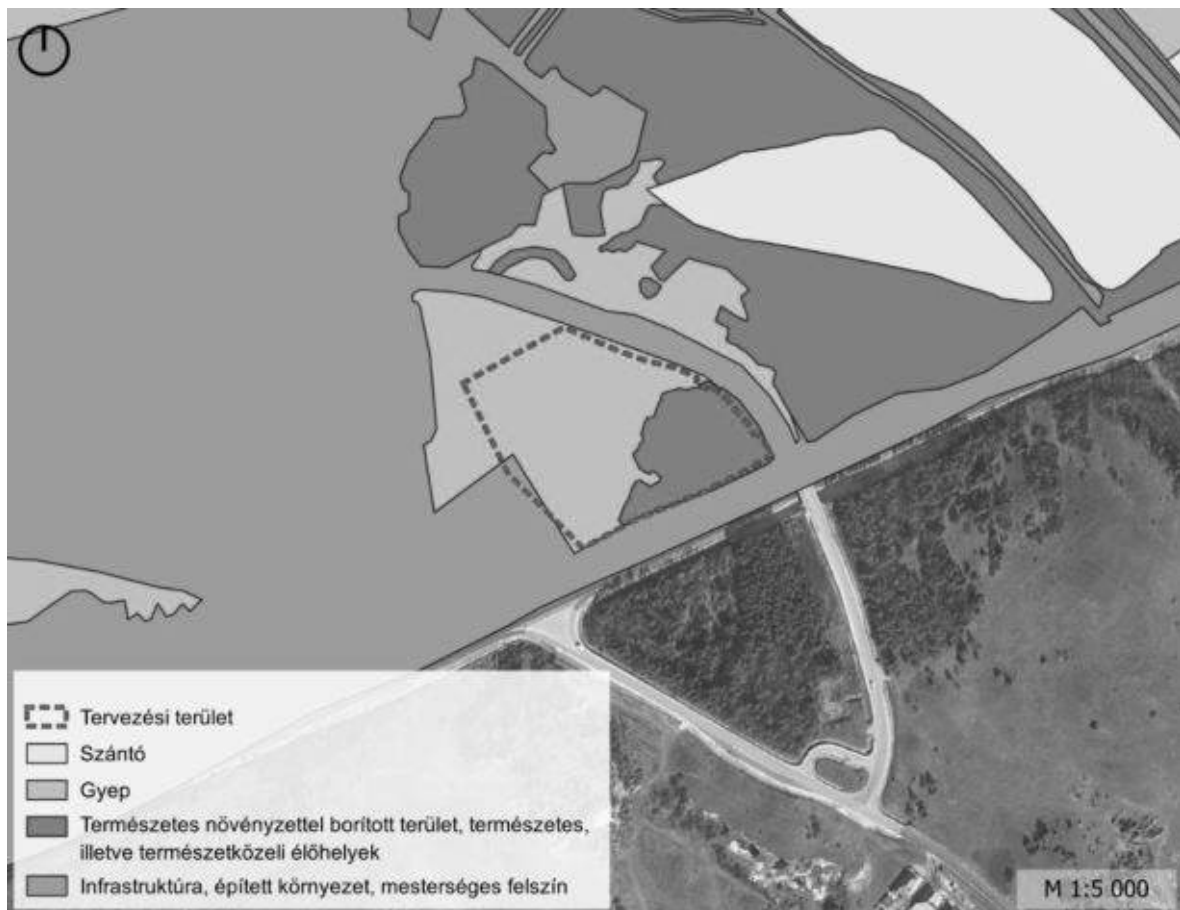 Tervezési terület
Szántó
Gyep
Természetes növényzettel borított terület, természetes,
illetve természetközeli élőhelyek
Infrastruktúra, épített környezet, mesterséges felszín
M 1:5 000